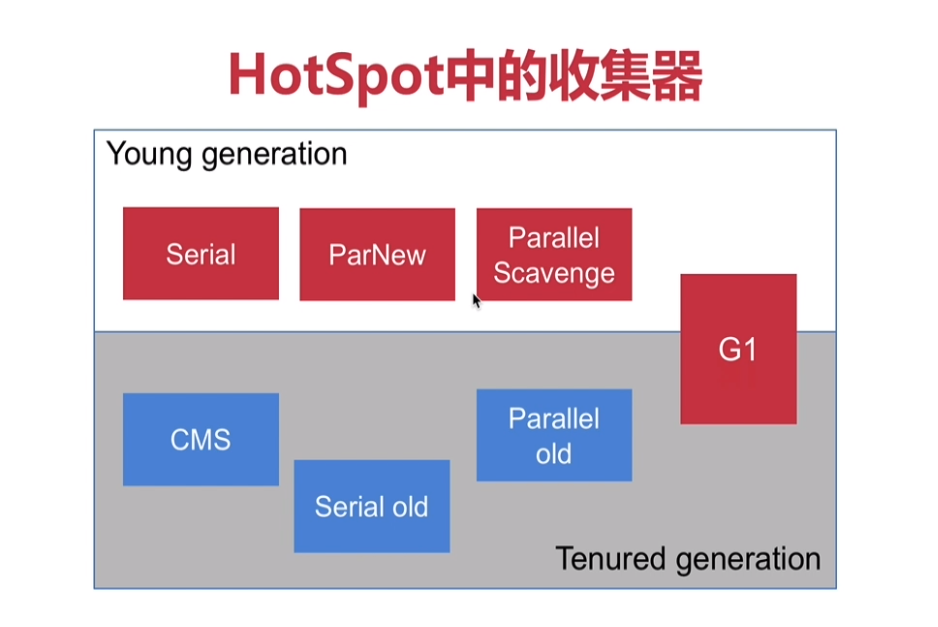 HotSpot中的收集器
Young generation
Serial
ParNew
Parallel
Scavenge
G1
CMS
Serial old
Parallel
old
Tenured generation